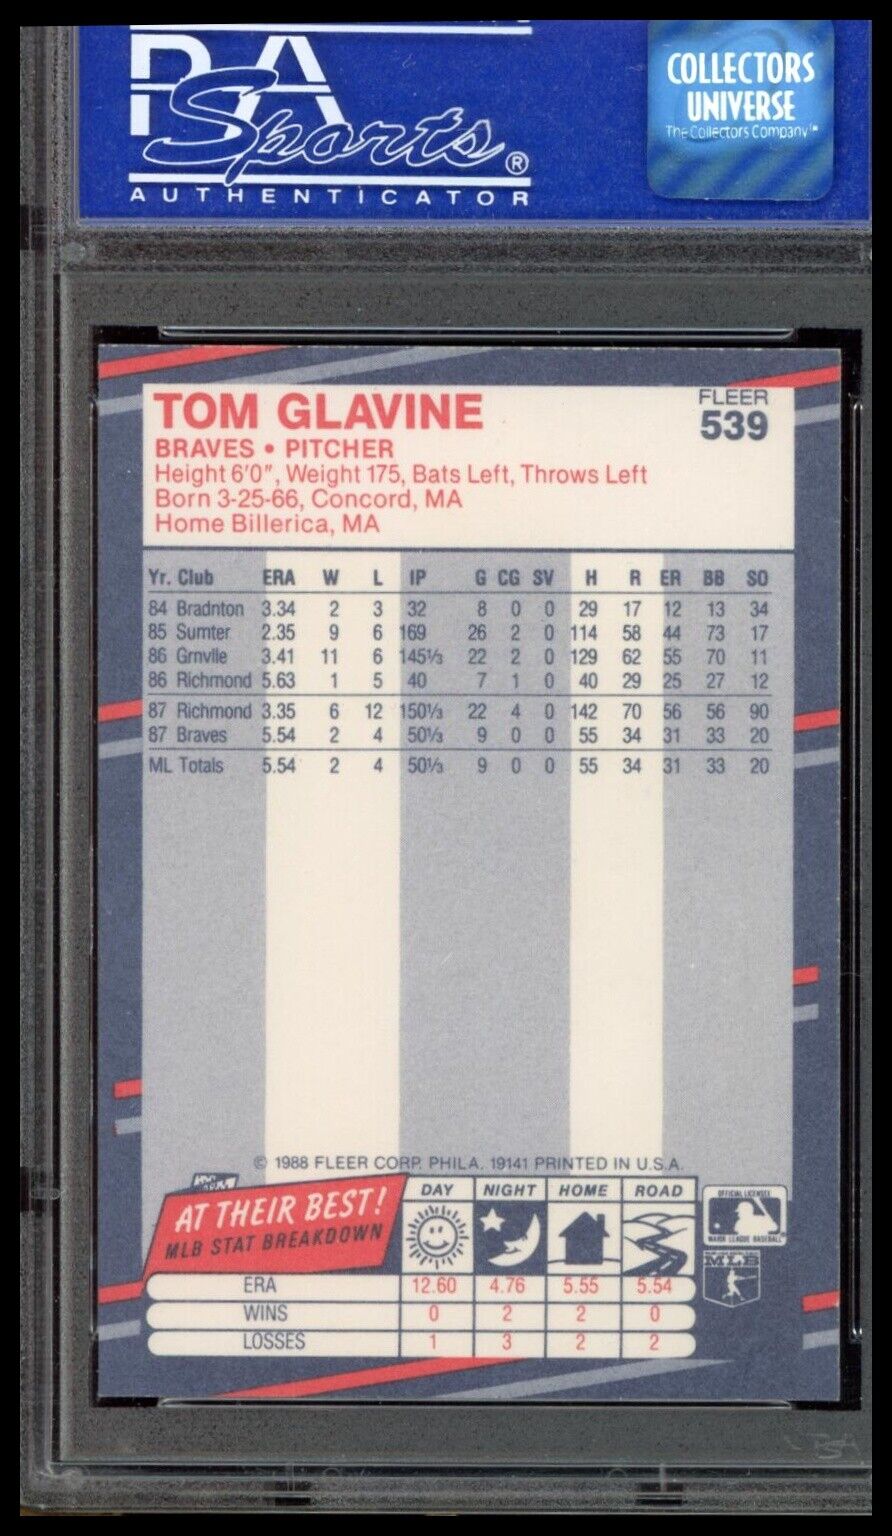 PSA
Sports®
AUTHENTICATOR
COLLECTORS
UNIVERSE
The Collectors Company℠
TOM GLAVINE
FLEER
539
BRAVES • PITCHER
Height 6'0", Weight 175, Bats Left, Throws Left
Born 3-25-66, Concord, MA
Home Billerica, MA
Yr. Club ERA W L IP G CG SV H R ER BB SO
84 Bradnton 3.34 2 3 32 8 0 0 29 17 12 13 34
85 Sumter 2.35 9 6 169 26 2 0 114 58 44 73 17
86 Grnvlle 3.41 11 6 145⅓ 22 2 0 129 62 55 70 11
86 Richmond 5.63 1 5 40 7 1 0 40 29 25 27 12
87 Richmond 3.35 6 12 150⅓ 22 4 0 142 70 56 56 90
87 Braves 5.54 2 4 50⅓ 9 0 0 55 34 31 33 20
ML Totals 5.54 2 4 50⅓ 9 0 0 55 34 31 33 20
© 1988 FLEER CORP. PHILA. 19141 PRINTED IN U.S.A.
AT THEIR BEST!
MLB STAT BREAKDOWN
DAY NIGHT HOME ROAD
ERA 12.60 4.76 5.55 5.54
WINS 0 2 2 0
LOSSES 1 3 2 2
OFFICIAL LICENSEE
MAJOR LEAGUE BASEBALL
MLB
PSA